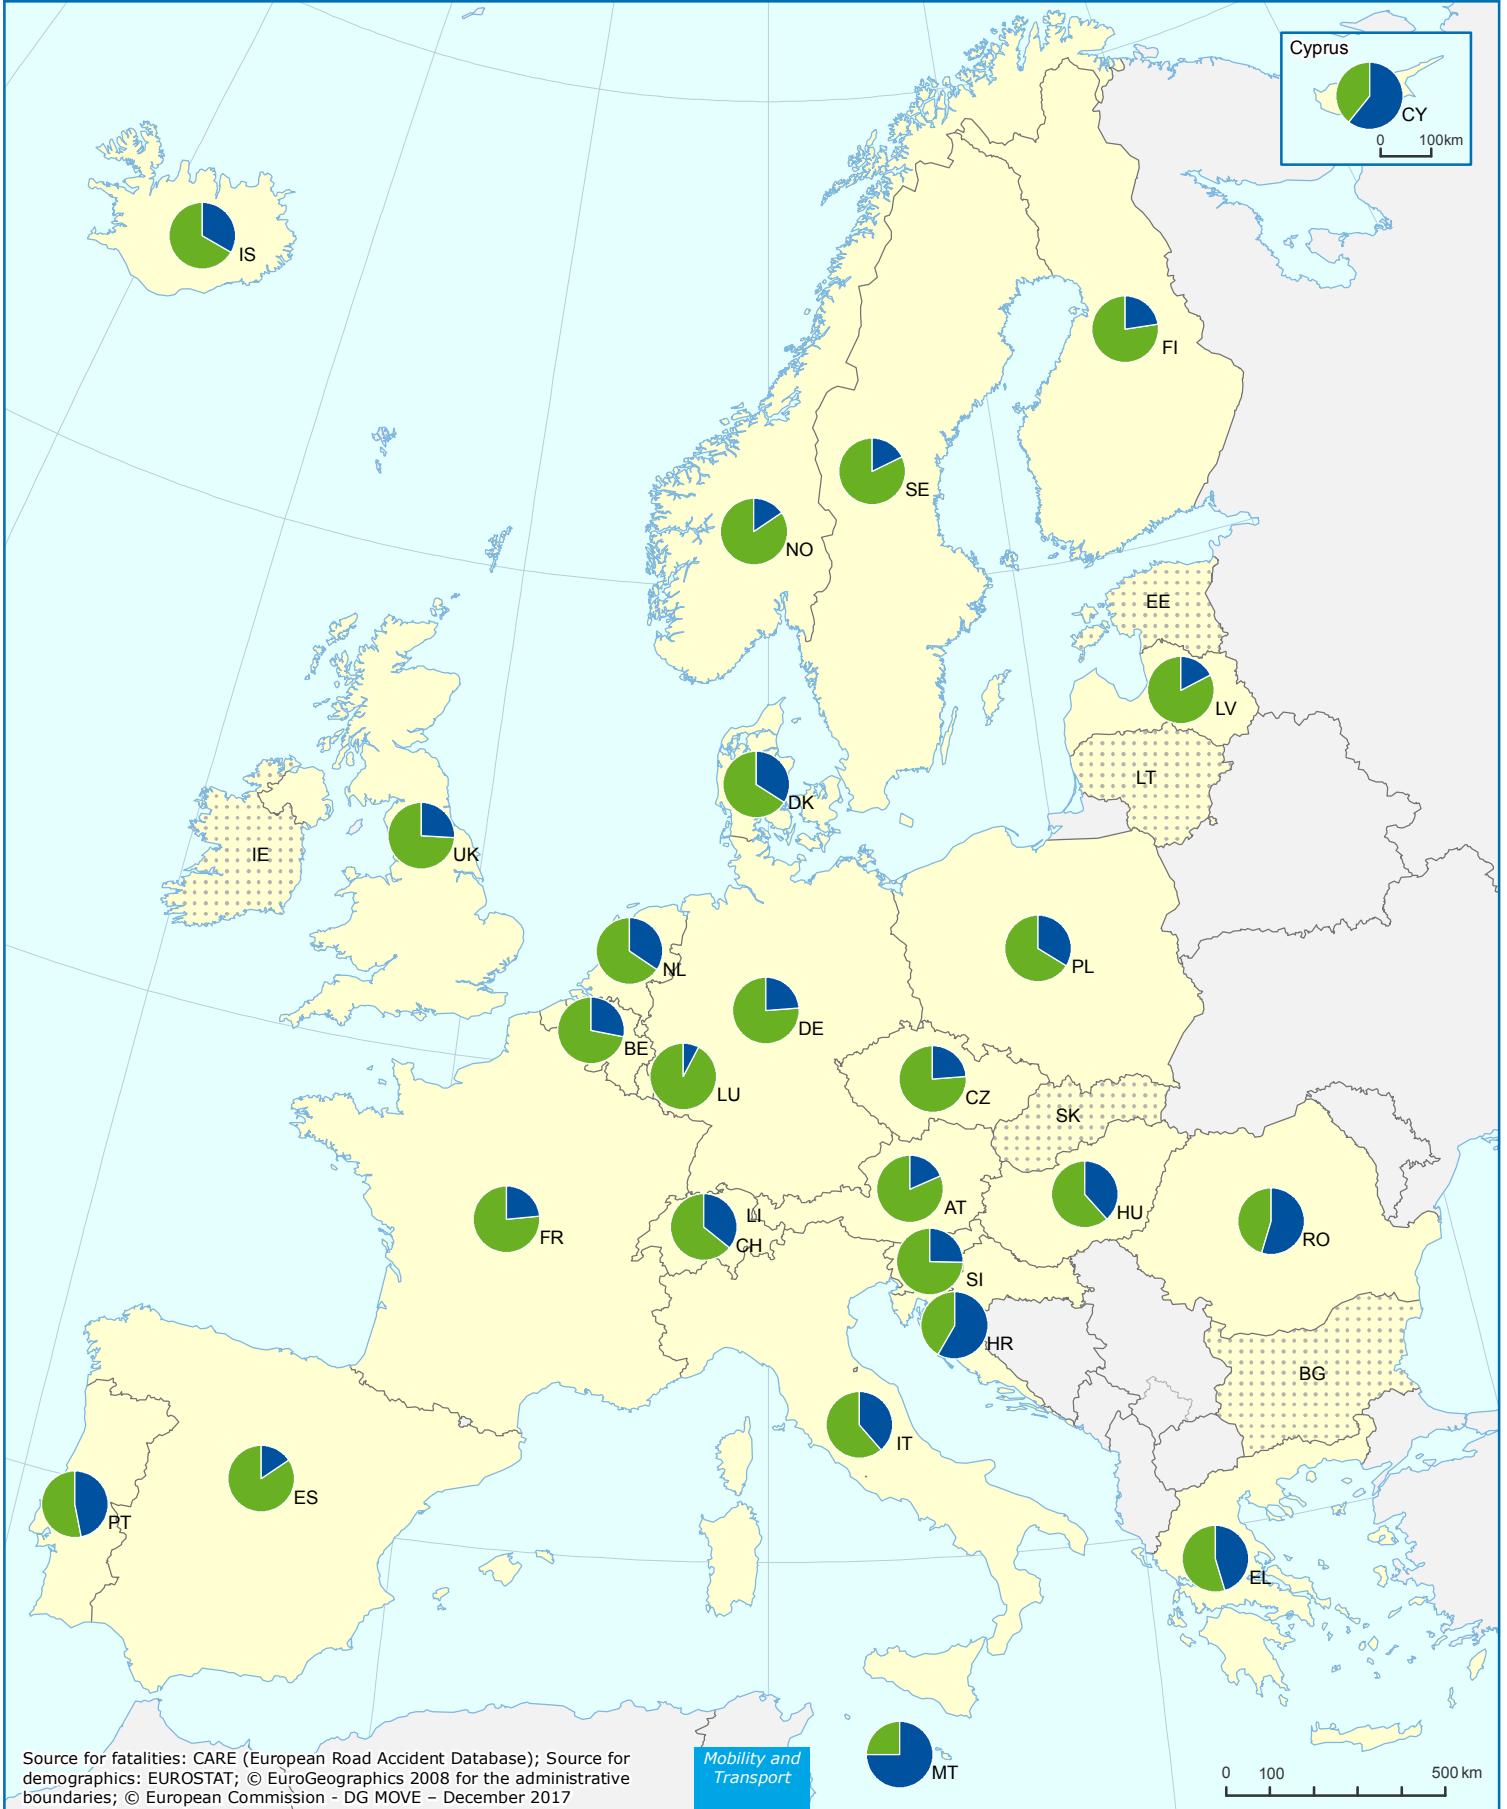 Cyprus
CY
0 100km
IS
FI
SE
NO
EE
LV
LT
DK
UK
IE
NL
PL
DE
BE
LU
CZ
SK
AT
HU
LI
CH
RO
FR
SI
HR
BG
IT
ES
PT
EL
MT
Source for fatalities: CARE (European Road Accident Database); Source for
demographics: EUROSTAT; © EuroGeographics 2008 for the administrative
boundaries; © European Commission - DG MOVE – December 2017
Mobility and
Transport
0 100 500 km